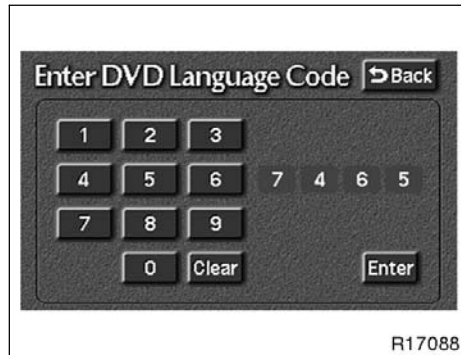 Enter DVD Language Code Back
1 2 3
4 5 6 7 4 6 5
7 8 9
0 Clear Enter
R17088